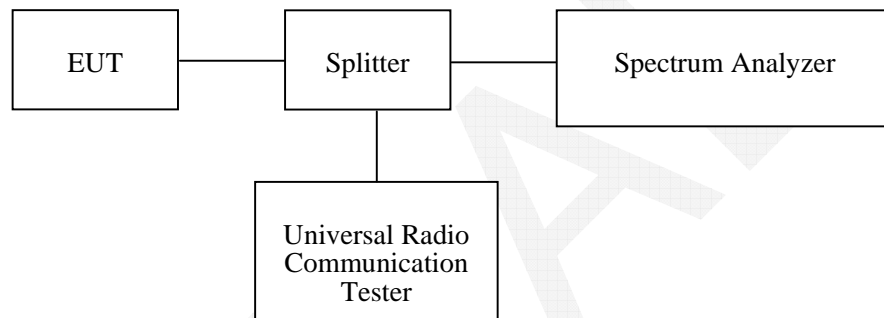 EUT
Splitter
Spectrum Analyzer
Universal Radio
Communication
Tester